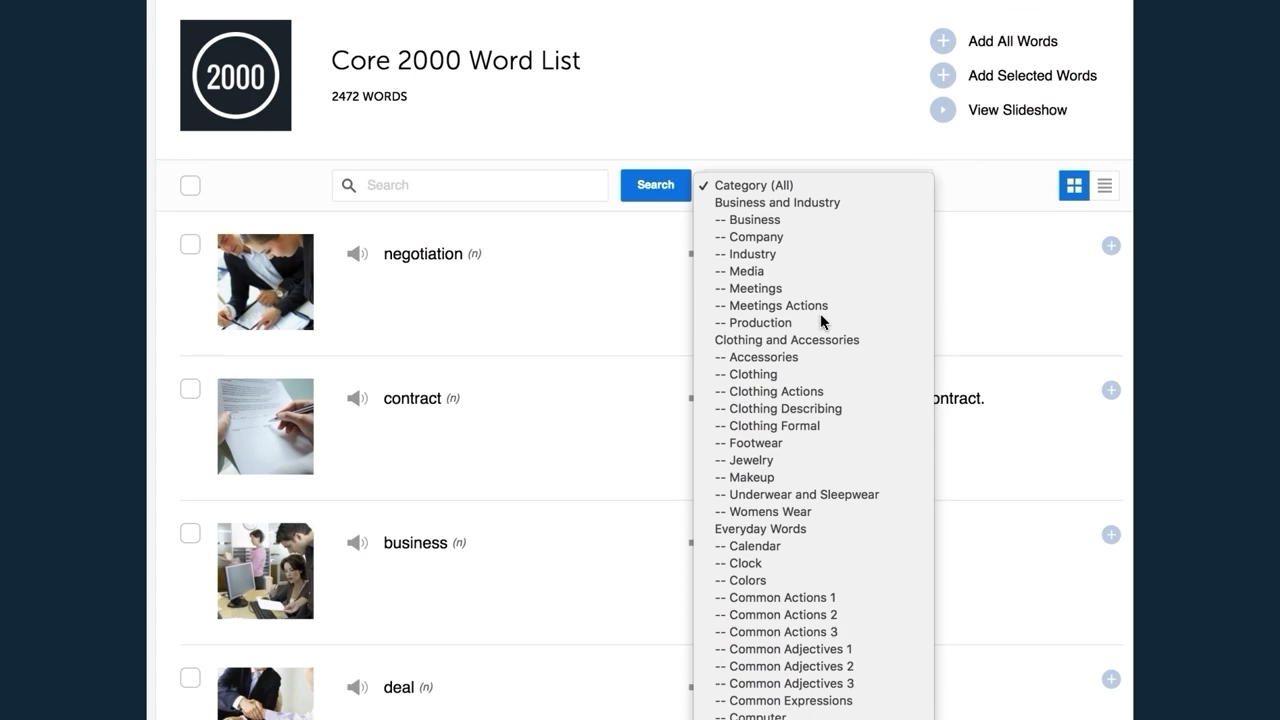 2000
Core 2000 Word List
2472 WORDS
Add All Words
Add Selected Words
View Slideshow
Search
Search
✓ Category (All)
Business and Industry
-- Business
-- Company
-- Industry
-- Media
-- Meetings
-- Meetings Actions
-- Production
Clothing and Accessories
-- Accessories
-- Clothing
-- Clothing Actions
-- Clothing Describing
-- Clothing Formal
-- Footwear
-- Jewelry
-- Makeup
-- Underwear and Sleepwear
-- Womens Wear
Everyday Words
-- Calendar
-- Clock
-- Colors
-- Common Actions 1
-- Common Actions 2
-- Common Actions 3
-- Common Adjectives 1
-- Common Adjectives 2
-- Common Adjectives 3
-- Common Expressions
-- Computer
negotiation (n)
contract (n)
ontract.
business (n)
deal (n)